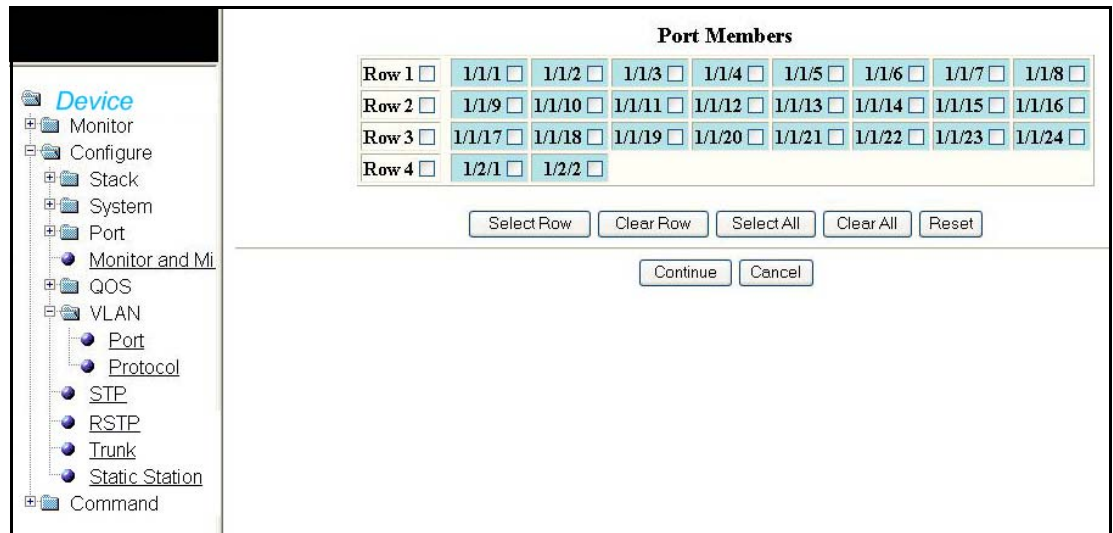 Device
Monitor
Configure
Stack
System
Port
Monitor and Mi
QOS
VLAN
Port
Protocol
STP
RSTP
Trunk
Static Station
Command
Port Members
Row 1 1/1/1 1/1/2 1/1/3 1/1/4 1/1/5 1/1/6 1/1/7 1/1/8
Row 2 1/1/9 1/1/10 1/1/11 1/1/12 1/1/13 1/1/14 1/1/15 1/1/16
Row 3 1/1/17 1/1/18 1/1/19 1/1/20 1/1/21 1/1/22 1/1/23 1/1/24
Row 4 1/2/1 1/2/2
Select Row Clear Row Select All Clear All Reset
Continue Cancel